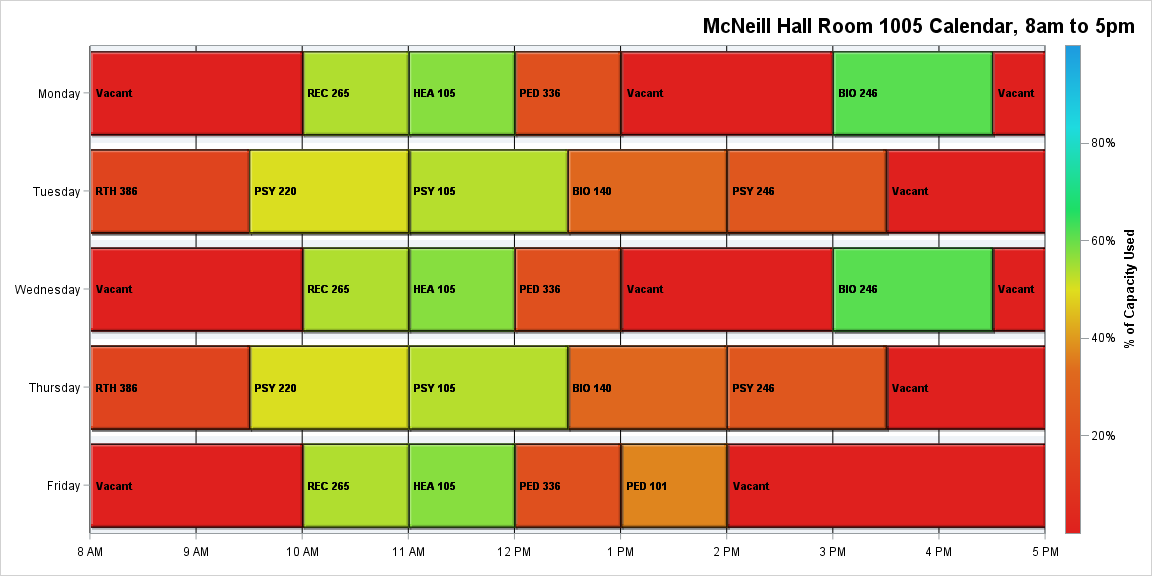 McNeill Hall Room 1005 Calendar, 8am to 5pm
Monday
Vacant
REC 265
HEA 105
PED 336
Vacant
BIO 246
Vacant
Tuesday
RTH 386
PSY 220
PSY 105
BIO 140
PSY 246
Vacant
Wednesday
Vacant
REC 265
HEA 105
PED 336
Vacant
BIO 246
Vacant
Thursday
RTH 386
PSY 220
PSY 105
BIO 140
PSY 246
Vacant
Friday
Vacant
REC 265
HEA 105
PED 336
PED 101
Vacant
8 AM
9 AM
10 AM
11 AM
12 PM
1 PM
2 PM
3 PM
4 PM
5 PM
80%
60%
40%
20%
% of Capacity Used